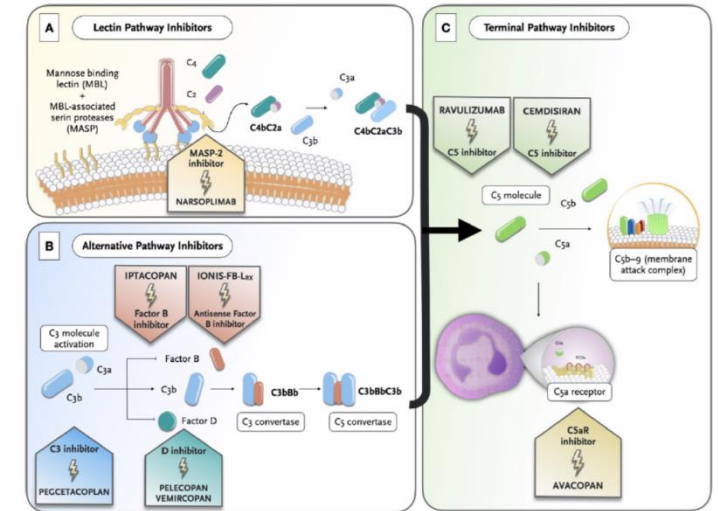 A
Lectin Pathway Inhibitors
Mannose binding
lectin (MBL)
+
MBL-associated
serin proteases
(MASP)
C4
C2
C4bC2a
C3a
C3b
C4bC2aC3b
MASP-2
inhibitor
NARSOPLIMAB
B
Alternative Pathway Inhibitors
IPTACOPAN
Factor B
inhibitor
IONIS-FB-Lax
Antisense Factor
B inhibitor
C3 molecule
activation
C3a
C3b
Factor B
C3b
Factor D
C3bBb
C3 convertase
C3bBbC3b
C5 convertase
C3 inhibitor
PEGCETACOPLAN
D inhibitor
PELECOPAN
VEMIRCOPAN
C
Terminal Pathway Inhibitors
RAVULIZUMAB
C5 inhibitor
CEMDISIRAN
C5 inhibitor
C5 molecule
C5b
C5a
C5b–9 (membrane
attack complex)
C5a receptor
C5aR
inhibitor
AVACOPAN